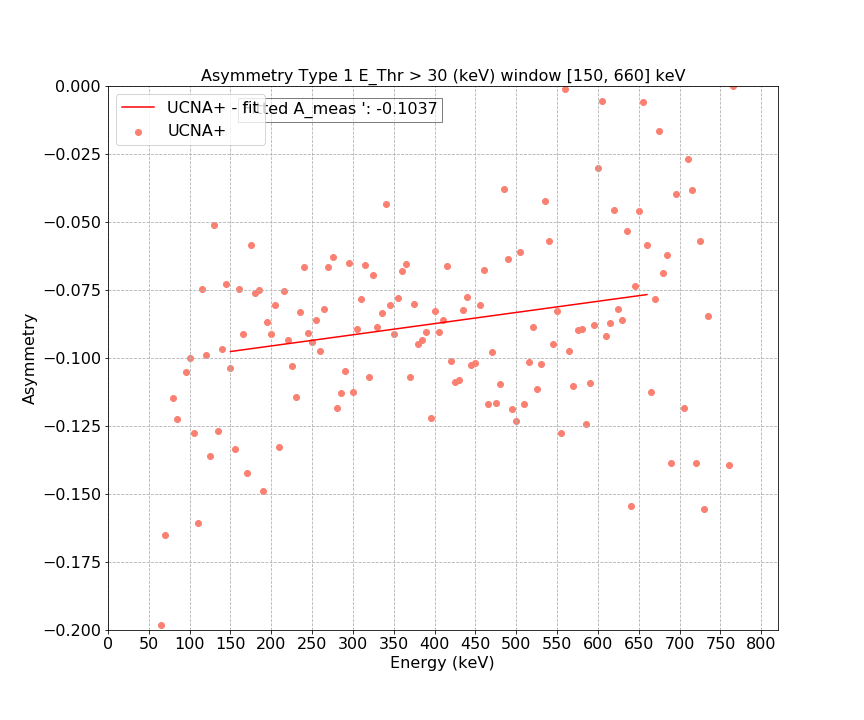 Asymmetry Type 1 E_Thr > 30 (keV) window [150, 660] keV
UCNA+ - fit
tted A_meas ': -0.1037
UCNA+
Asymmetry
0.000
−0.025
−0.050
−0.075
−0.100
−0.125
−0.150
−0.175
−0.200
0 50 100 150 200 250 300 350 400 450 500 550 600 650 700 750 800
Energy (keV)